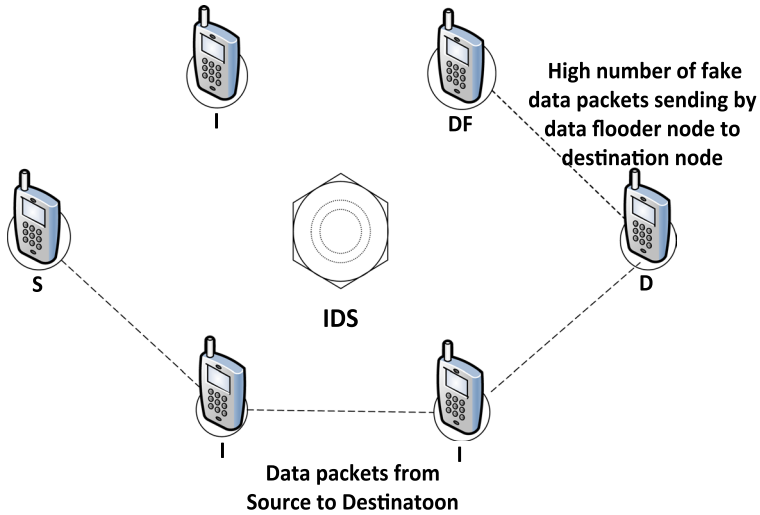 I
DF
High number of fake
data packets sending by
data flooder node to
destination node
S
IDS
D
I
I
Data packets from
Source to Destinatoon